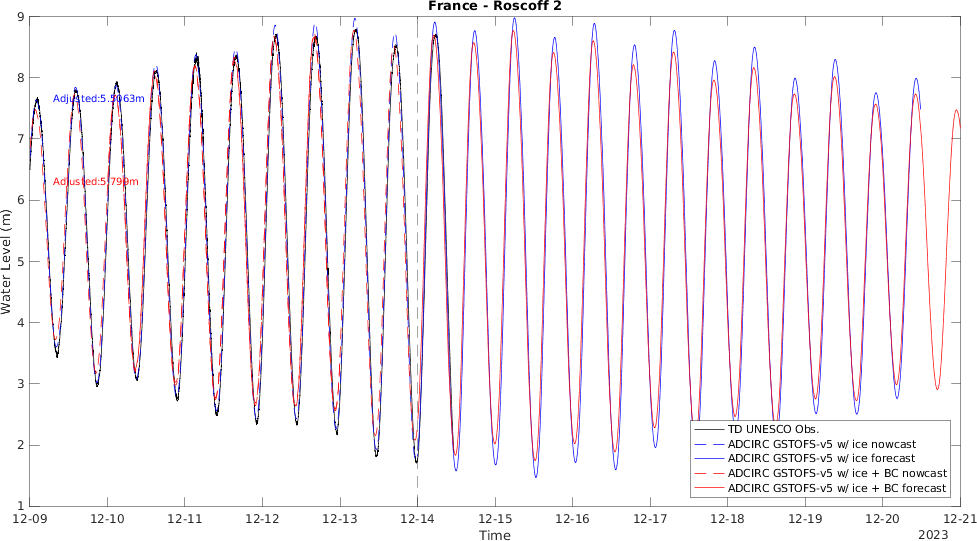 France - Roscoff 2
Water Level (m)
9
8
7
6
5
4
3
2
1
Adjusted:5.5063m
Adjusted:5.799m
TD UNESCO Obs.
ADCIRC GSTOFS-v5 w/ ice nowcast
ADCIRC GSTOFS-v5 w/ ice forecast
ADCIRC GSTOFS-v5 w/ ice + BC nowcast
ADCIRC GSTOFS-v5 w/ ice + BC forecast
12-09 12-10 12-11 12-12 12-13 12-14 12-15 12-16 12-17 12-18 12-19 12-20 12-21
Time
2023